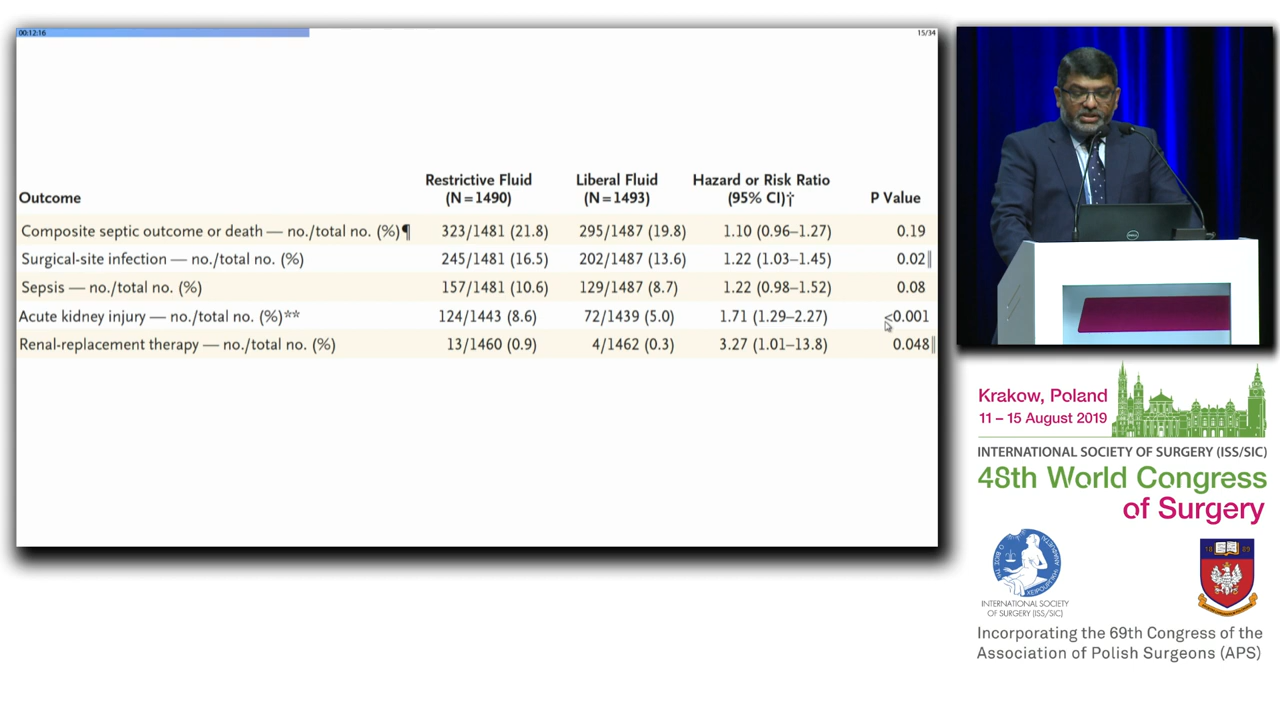 00:12:16
15/34
Outcome Restrictive Fluid (N=1490) Liberal Fluid (N=1493) Hazard or Risk Ratio (95% CI)† P Value
Composite septic outcome or death — no./total no. (%)¶ 323/1481 (21.8) 295/1487 (19.8) 1.10 (0.96–1.27) 0.19
Surgical-site infection — no./total no. (%) 245/1481 (16.5) 202/1487 (13.6) 1.22 (1.03–1.45) 0.02‖
Sepsis — no./total no. (%) 157/1481 (10.6) 129/1487 (8.7) 1.22 (0.98–1.52) 0.08
Acute kidney injury — no./total no. (%)** 124/1443 (8.6) 72/1439 (5.0) 1.71 (1.29–2.27) <0.001
Renal-replacement therapy — no./total no. (%) 13/1460 (0.9) 4/1462 (0.3) 3.27 (1.01–13.8) 0.048‖
DELL
Krakow, Poland
11 – 15 August 2019
INTERNATIONAL SOCIETY OF SURGERY (ISS/SIC)
48th World Congress
of Surgery
INTERNATIONAL SOCIETY
OF SURGERY (ISS/SIC)
18 89
Incorporating the 69th Congress of the
Association of Polish Surgeons (APS)